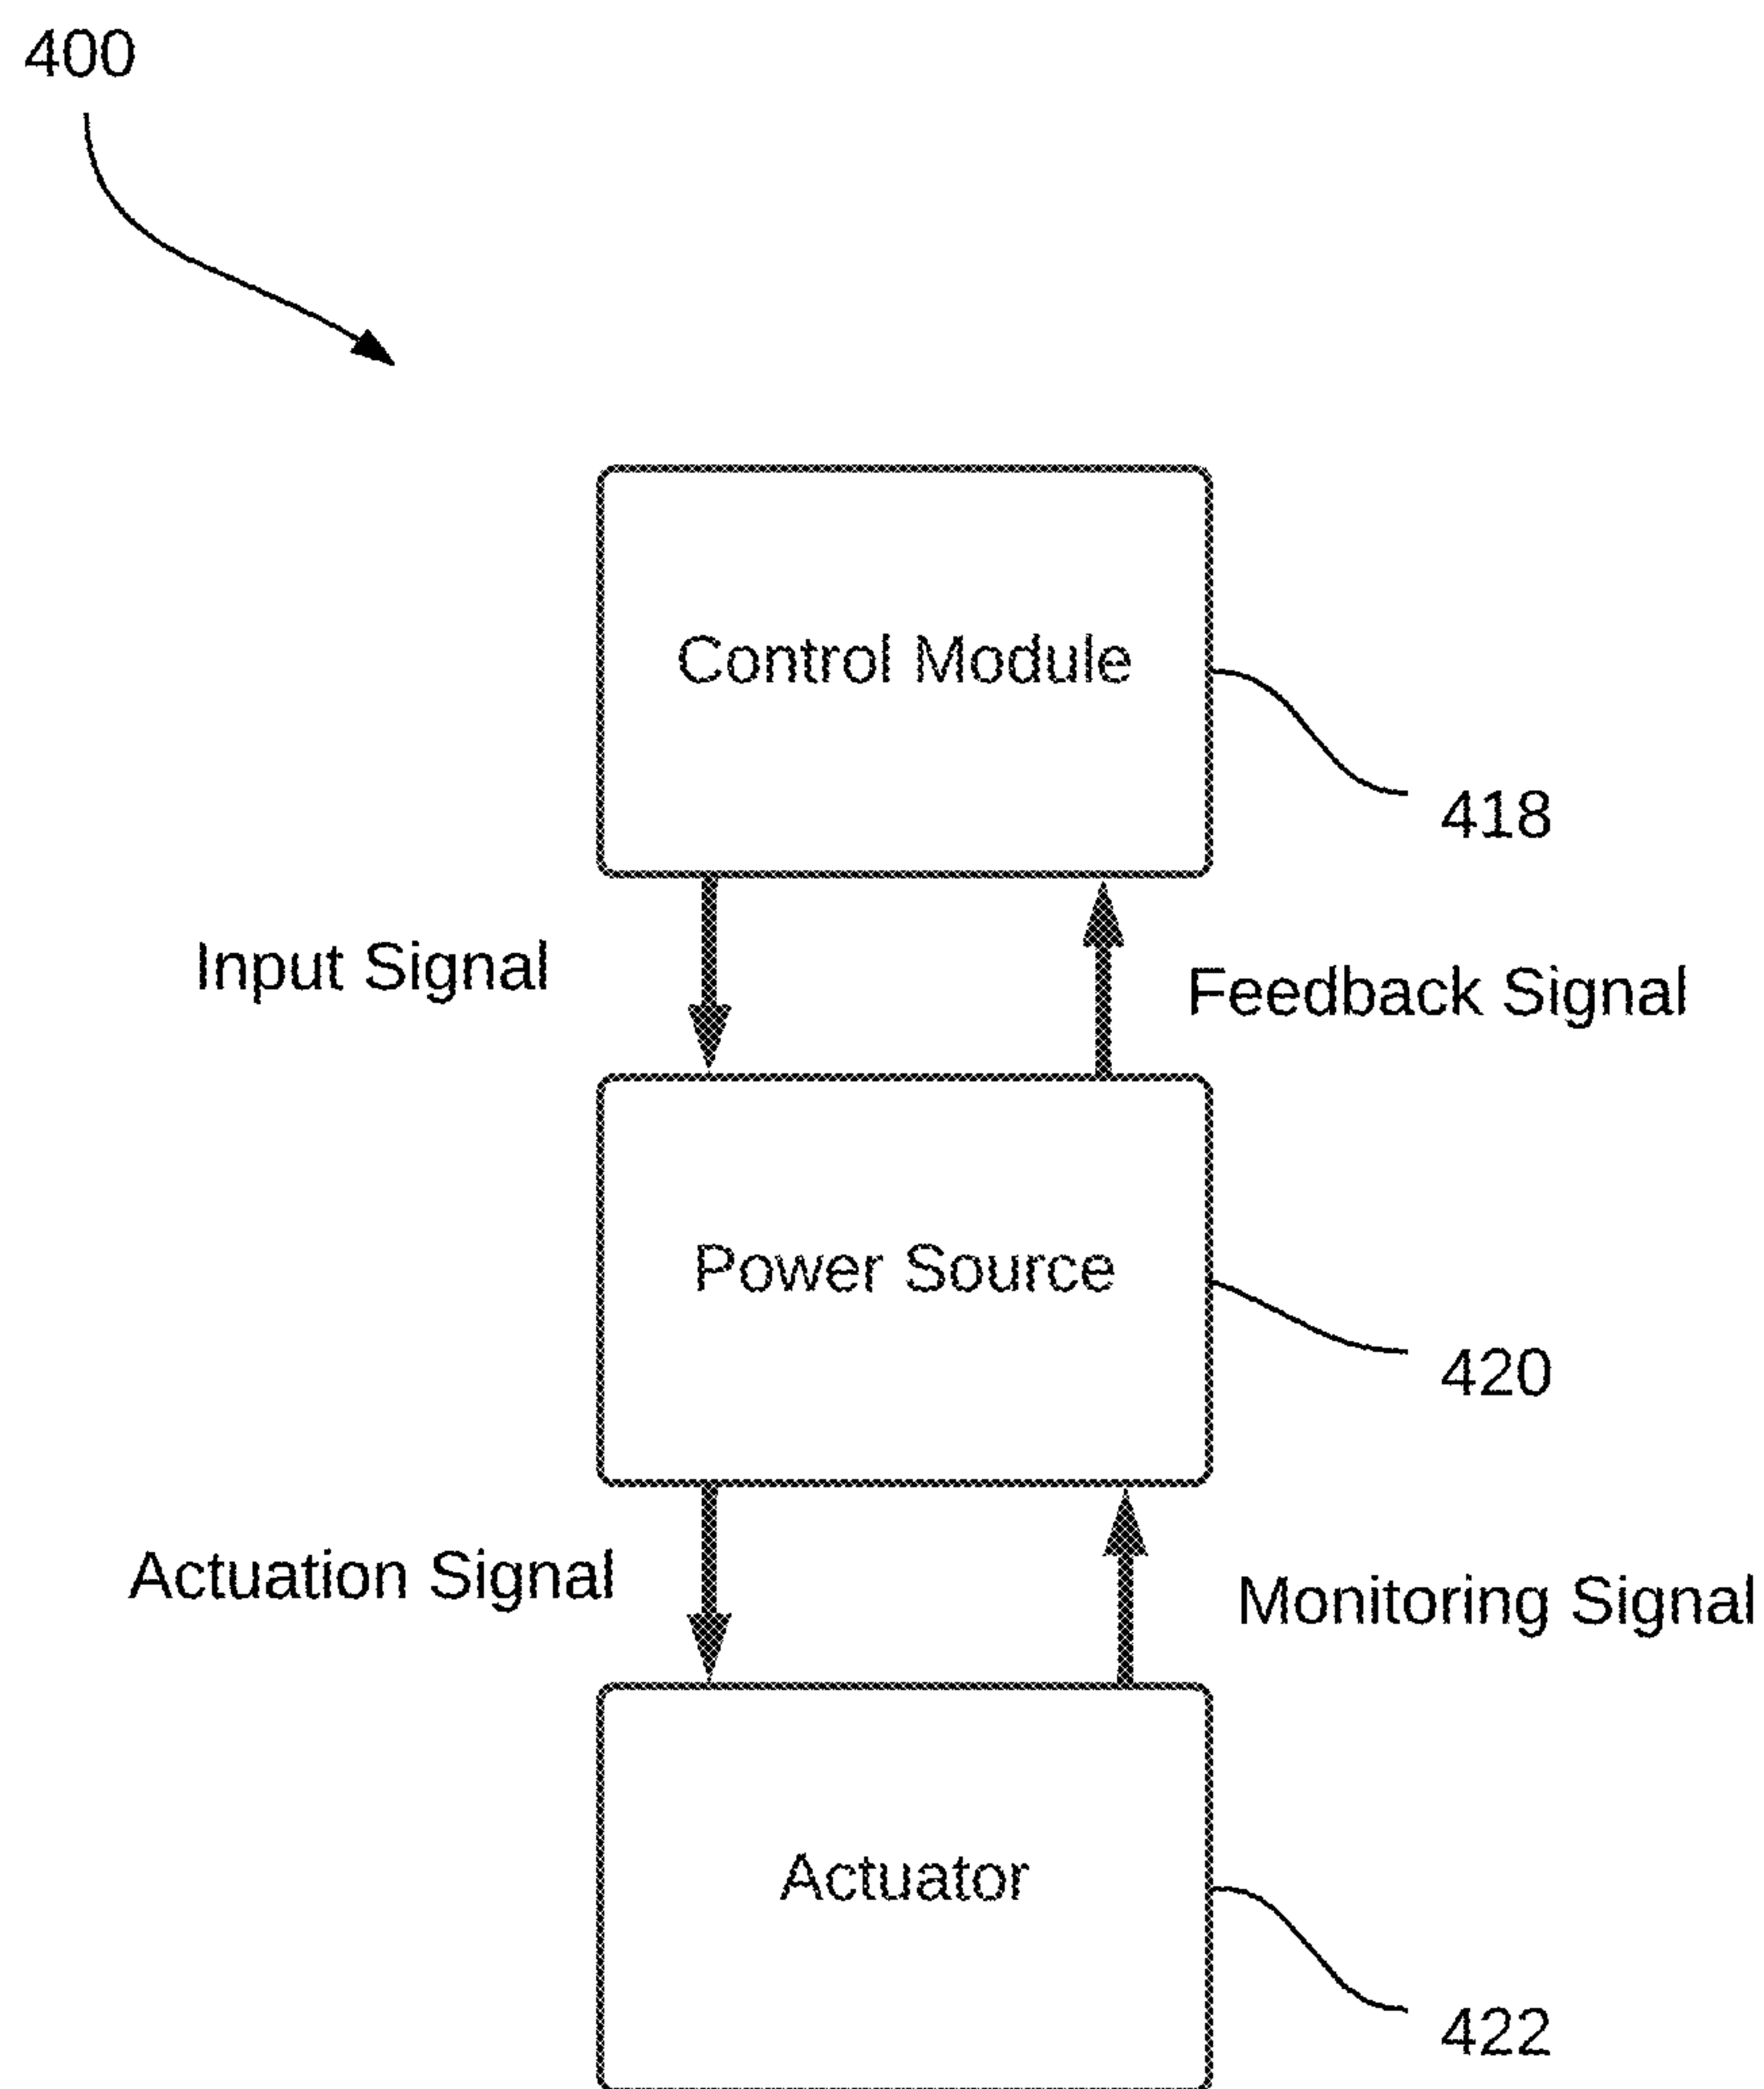 400
Control Module
418
Input Signal
Feedback Signal
Power Source
420
Actuation Signal
Monitoring Signal
Actuator
422